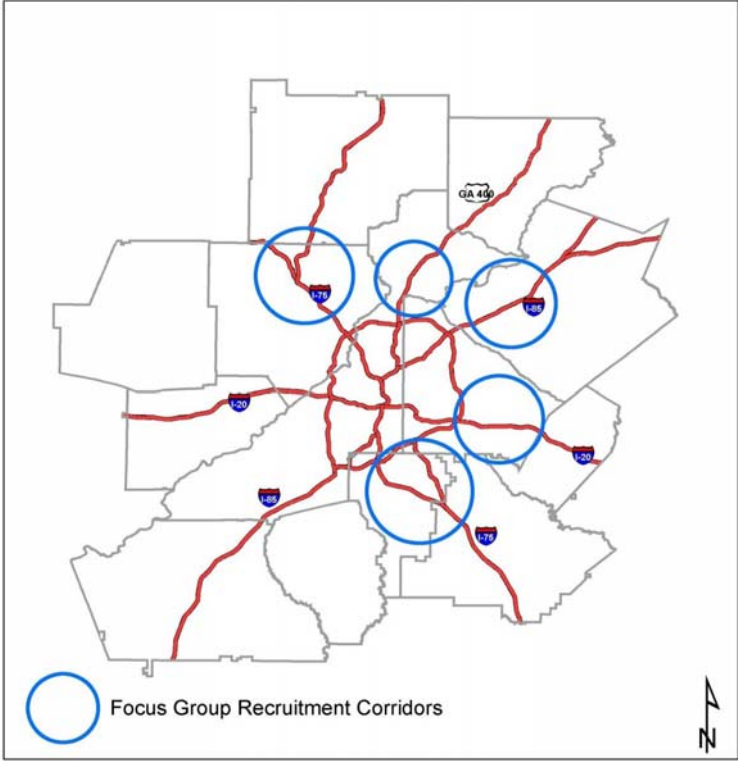 GA 400
I-75
I-85
I-20
I-20
I-85
I-75
Focus Group Recruitment Corridors
N